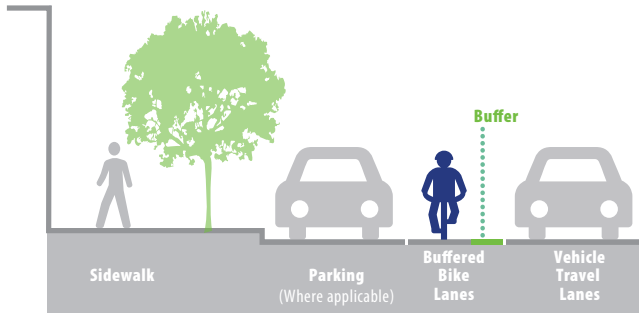 Buffer
Sidewalk
Parking
(Where applicable)
Buffered
Bike
Lanes
Vehicle
Travel
Lanes